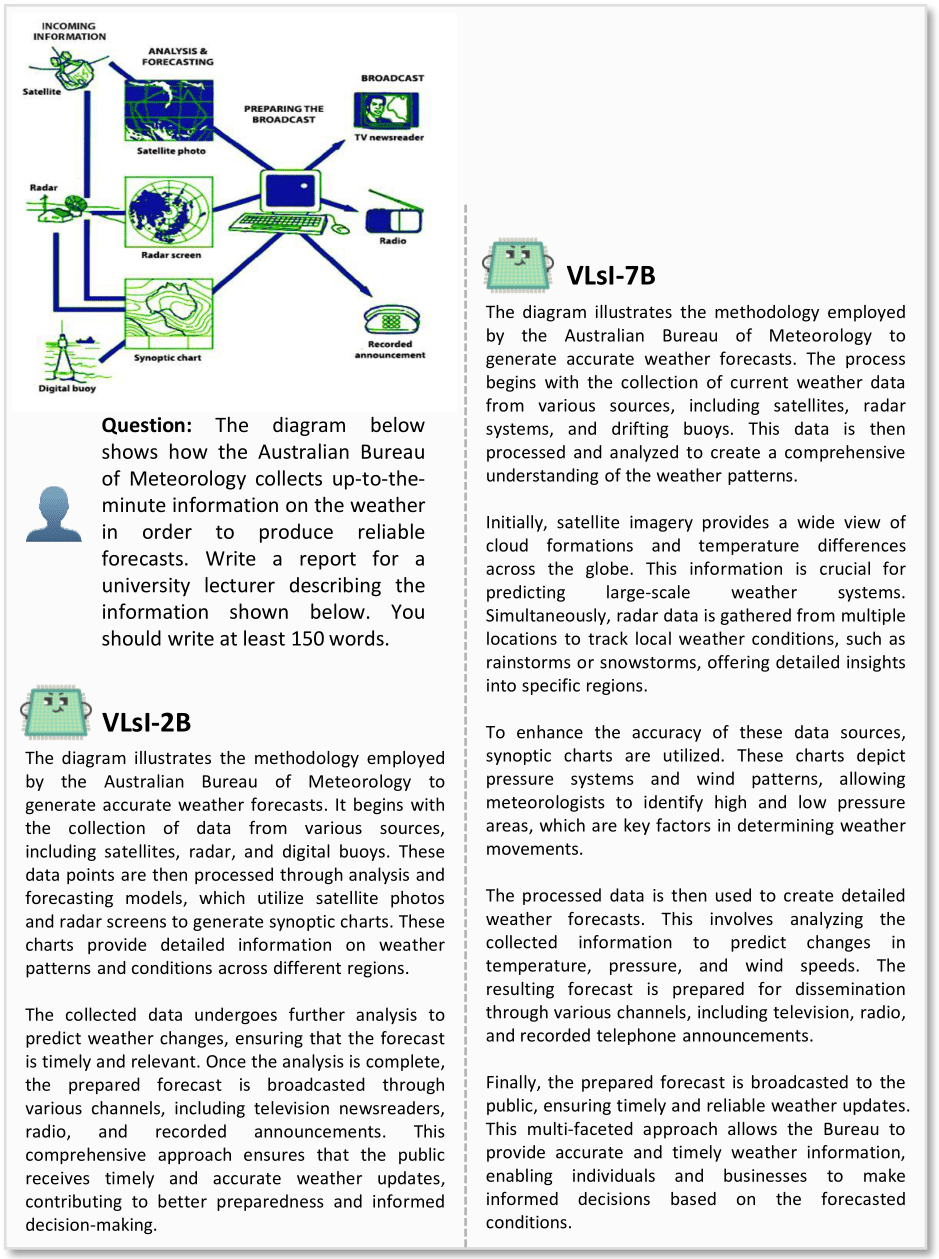 INCOMING
INFORMATION
ANALYSIS &
FORECASTING
Satellite
BROADCAST
PREPARING THE
BROADCAST
TV newsreader
Satellite photo
Radar
Radio
Radar screen
Synoptic chart
Recorded
announcement
Digital buoy
Question: The diagram below
shows how the Australian Bureau
of Meteorology collects up-to-the-
minute information on the weather
in order to produce reliable
forecasts. Write a report for a
university lecturer describing the
information shown below. You
should write at least 150 words.
VLsI-2B
The diagram illustrates the methodology employed
by the Australian Bureau of Meteorology to
generate accurate weather forecasts. It begins with
the collection of data from various sources,
including satellites, radar, and digital buoys. These
data points are then processed through analysis and
forecasting models, which utilize satellite photos
and radar screens to generate synoptic charts. These
charts provide detailed information on weather
patterns and conditions across different regions.
The collected data undergoes further analysis to
predict weather changes, ensuring that the forecast
is timely and relevant. Once the analysis is complete,
the prepared forecast is broadcasted through
various channels, including television newsreaders,
radio, and recorded announcements. This
comprehensive approach ensures that the public
receives timely and accurate weather updates,
contributing to better preparedness and informed
decision-making.
VLsI-7B
The diagram illustrates the methodology employed
by the Australian Bureau of Meteorology to
generate accurate weather forecasts. The process
begins with the collection of current weather data
from various sources, including satellites, radar
systems, and drifting buoys. This data is then
processed and analyzed to create a comprehensive
understanding of the weather patterns.
Initially, satellite imagery provides a wide view of
cloud formations and temperature differences
across the globe. This information is crucial for
predicting large-scale weather systems.
Simultaneously, radar data is gathered from multiple
locations to track local weather conditions, such as
rainstorms or snowstorms, offering detailed insights
into specific regions.
To enhance the accuracy of these data sources,
synoptic charts are utilized. These charts depict
pressure systems and wind patterns, allowing
meteorologists to identify high and low pressure
areas, which are key factors in determining weather
movements.
The processed data is then used to create detailed
weather forecasts. This involves analyzing the
collected information to predict changes in
temperature, pressure, and wind speeds. The
resulting forecast is prepared for dissemination
through various channels, including television, radio,
and recorded telephone announcements.
Finally, the prepared forecast is broadcasted to the
public, ensuring timely and reliable weather updates.
This multi-faceted approach allows the Bureau to
provide accurate and timely weather information,
enabling individuals and businesses to make
informed decisions based on the forecasted
conditions.